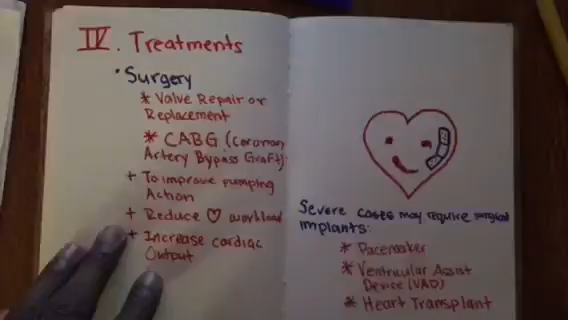 IV. Treatments
• Surgery
* Valve Repair or
Replacement
* CABG (Coronary
Artery Bypass Graft)
+ To improve pumping
Action
+ Reduce ♡ workload
+ Increase cardiac
Output
Severe cases may require surgical
implants:
* Pacemaker
* Ventricular Assist
Device (VAD)
* Heart Transplant